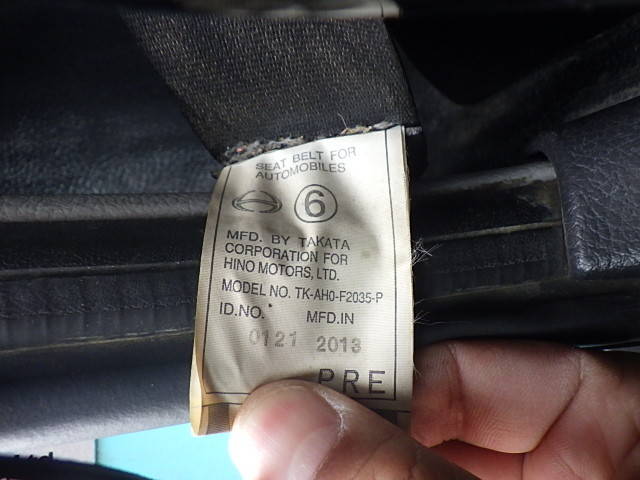 SEAT BELT FOR
AUTOMOBILES
6
MFD. BY TAKATA
CORPORATION FOR
HINO MOTORS, LTD.
MODEL NO. TK-AH0-F2035-P
ID.NO. MFD.IN
0121 2013
PRE